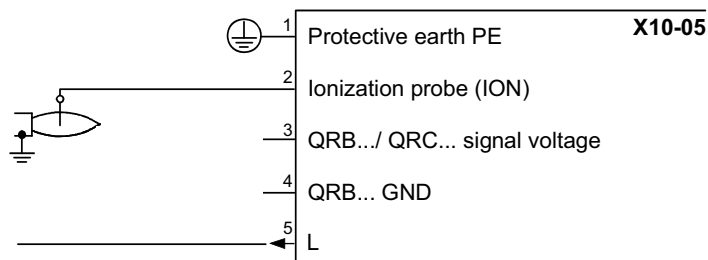 X10-05
1 Protective earth PE
2 Ionization probe (ION)
3 QRB.../ QRC... signal voltage
4 QRB... GND
5 L